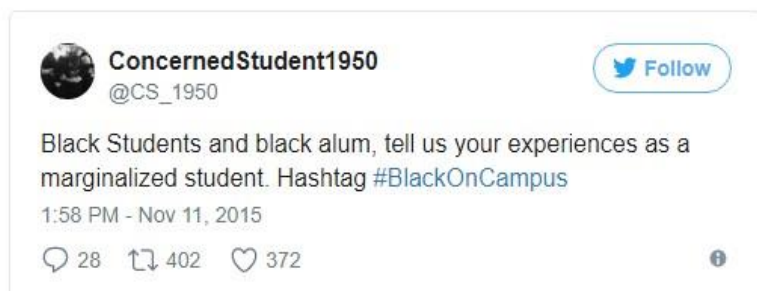 ConcernedStudent1950
Follow
@CS_1950
Black Students and black alum, tell us your experiences as a
marginalized student. Hashtag #BlackOnCampus
1:58 PM - Nov 11, 2015
28 402 372